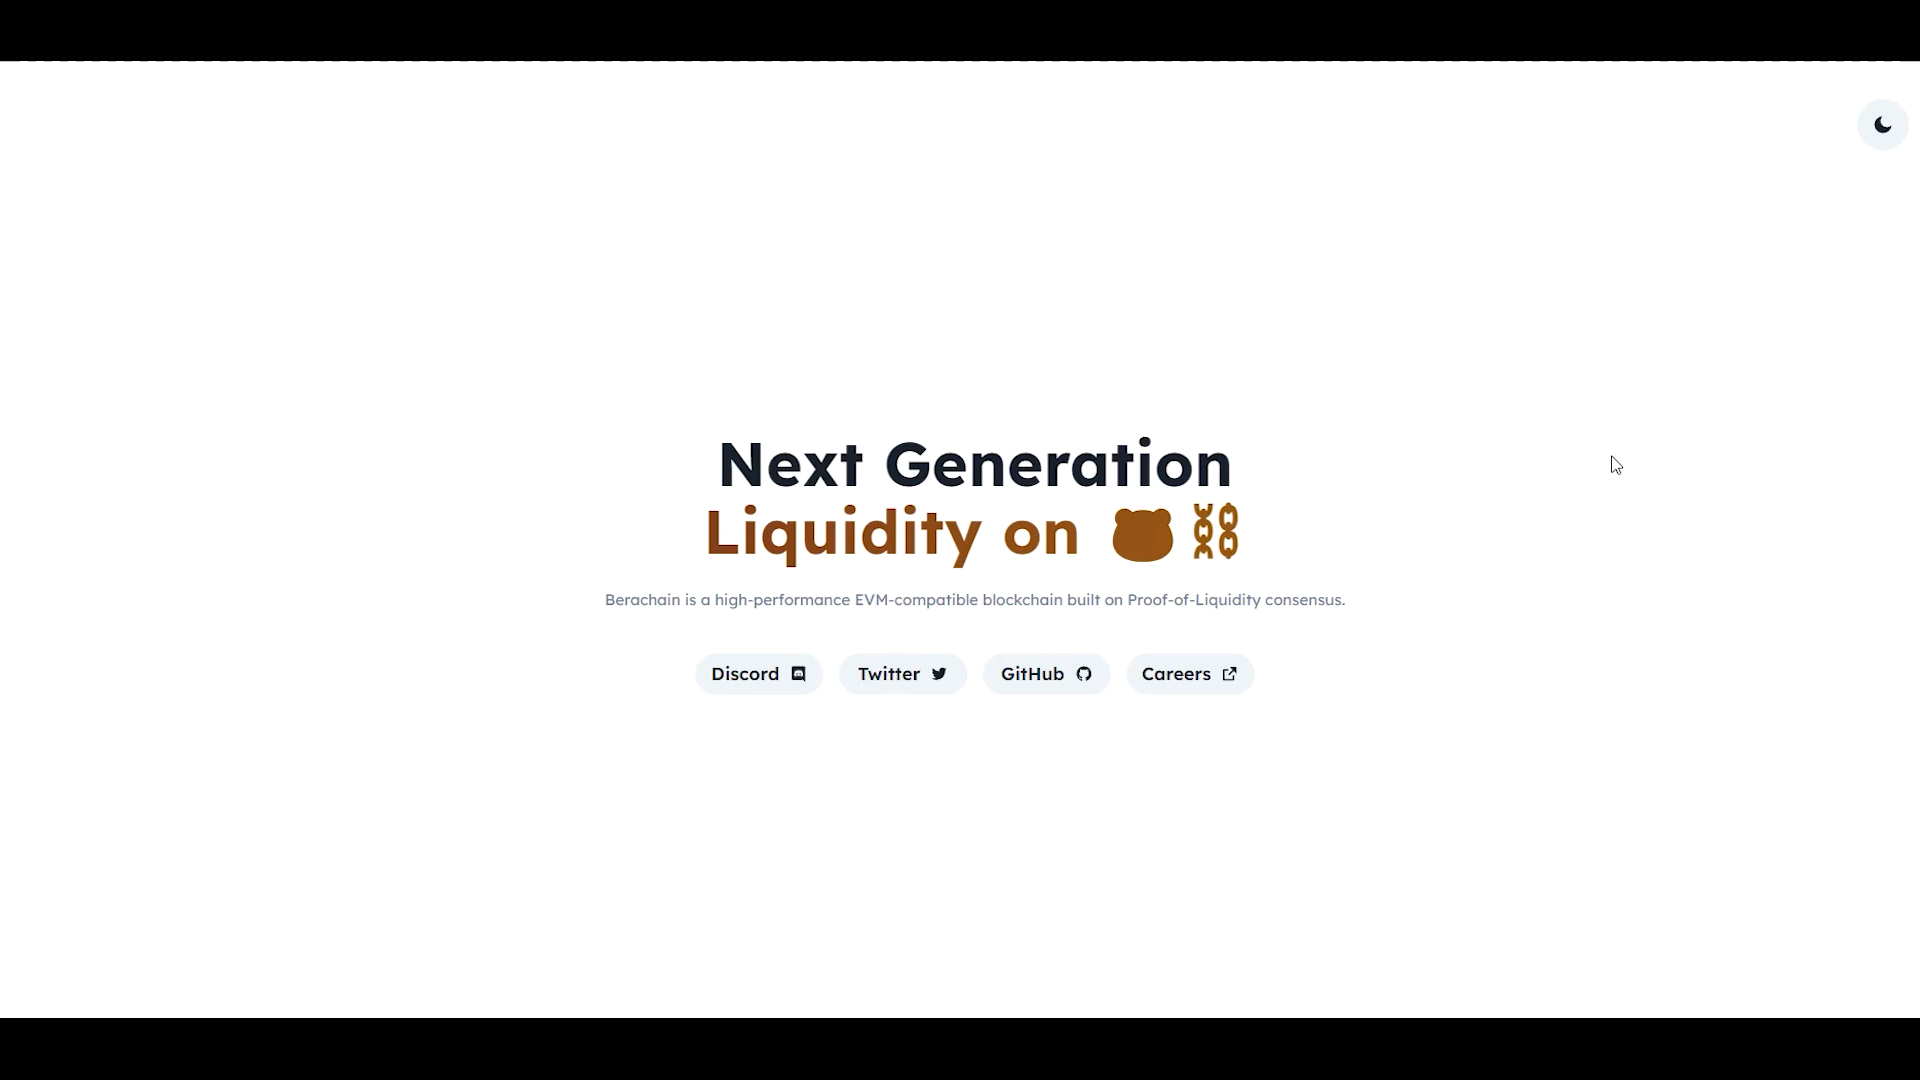 Next Generation
Liquidity on
Berachain is a high-performance EVM-compatible blockchain built on Proof-of-Liquidity consensus.
Discord
Twitter
GitHub
Careers